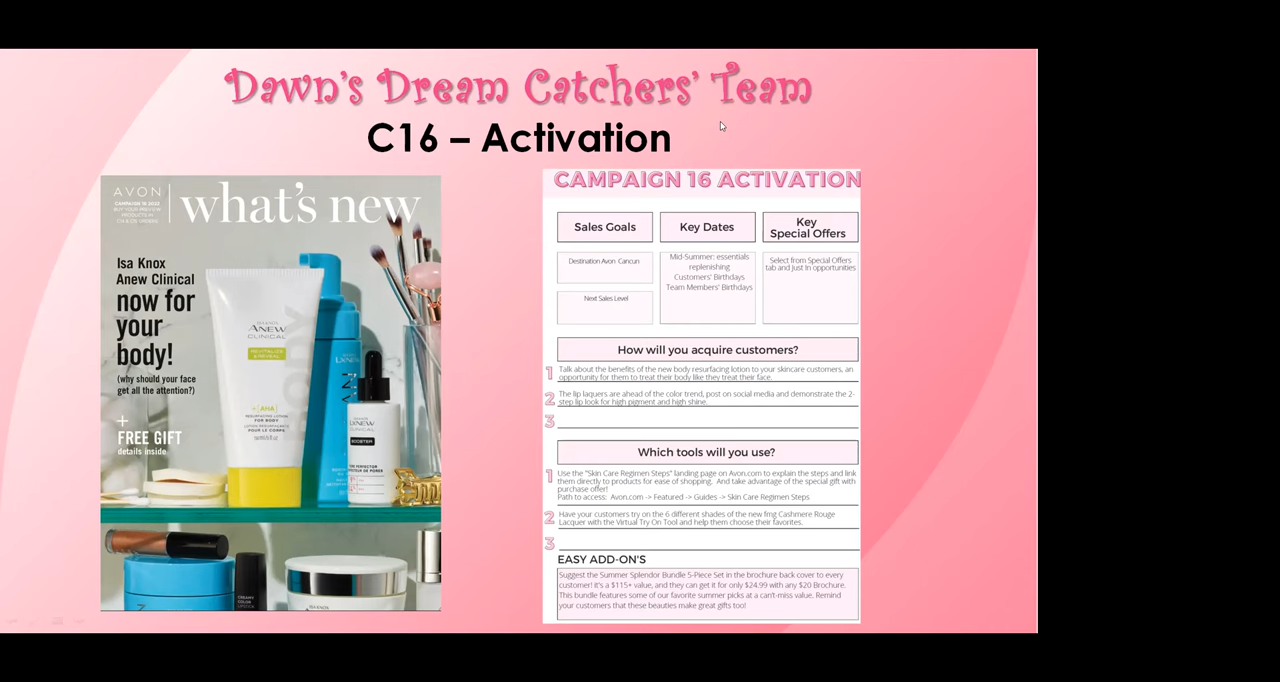 Dawn's Dream Catchers' Team
C16 – Activation
AVON
CAMPAIGN 16 2023
what's new
Isa Knox
Anew Clinical
now for
your
body!
(why should your face
get all the attention?)
+
FREE GIFT
details inside
ANEW
CLINICAL
REVITALIZE
& REVEAL
BODY
AHA
RESURFACING LOTION
FOR BODY
LXNEW
CLINICAL
BOOSTER
CREAMY
COLOR
LIPSTICK
CAMPAIGN 16 ACTIVATION
Sales Goals
Key Dates
Key
Special Offers
Destination Avon Cancun
Next Sales Level
Mid-Summer: essentials
replenishing
Customers' Birthdays
Team Members' Birthdays
Select from Special Offers
tab and Just In opportunities
How will you acquire customers?
1 Talk about the benefits of the new body resurfacing lotion to your skincare customers, an
opportunity for them to treat their body like they treat their face.
2 The lip laquers are ahead of the color trend, post on social media and demonstrate the 2-
step lip look for high pigment and high shine.
3
Which tools will you use?
1 Use the "Skin Care Regimen Steps" landing page on Avon.com to explain the steps and link
them directly to products for ease of shopping. And take advantage of the special gift with
purchase offer!
Path to access: Avon.com -> Featured -> Guides -> Skin Care Regimen Steps
2 Have your customers try on the 6 different shades of the new fmg Cashmere Rouge
Lacquer with the Virtual Try On Tool and help them choose their favorites.
3
EASY ADD-ON'S
Suggest the Summer Splendor Bundle 5-Piece Set in the brochure back cover to every
customer! It's a $115+ value, and they can get it for only $24.99 with any $20 Brochure.
This bundle features some of our favorite summer picks at a can't-miss value. Remind
your customers that these beauties make great gifts too!